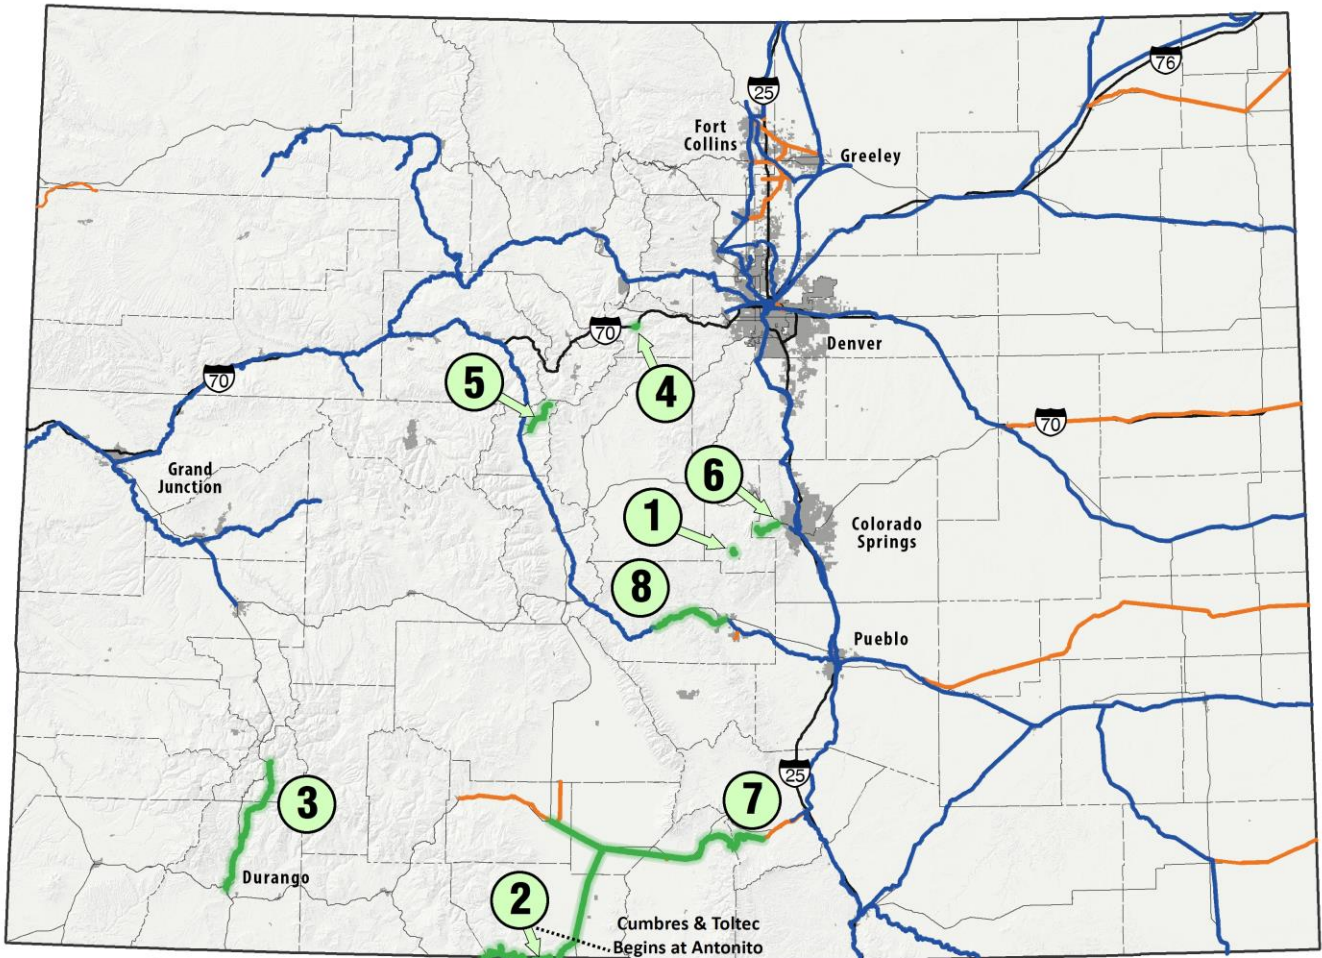 76
25
Fort
Collins
Greeley
70
Denver
70
5
4
70
Grand
Junction
6
1
Colorado
Springs
8
Pueblo
25
7
3
Durango
2
Cumbres & Toltec
Begins at Antonito